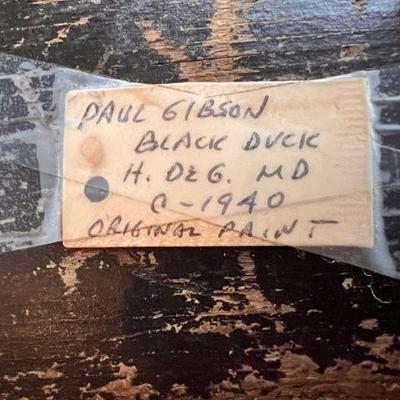 PAUL GIBSON
BLACK DUCK
H. DEG. MD
C-1940
ORIGINAL PAINT